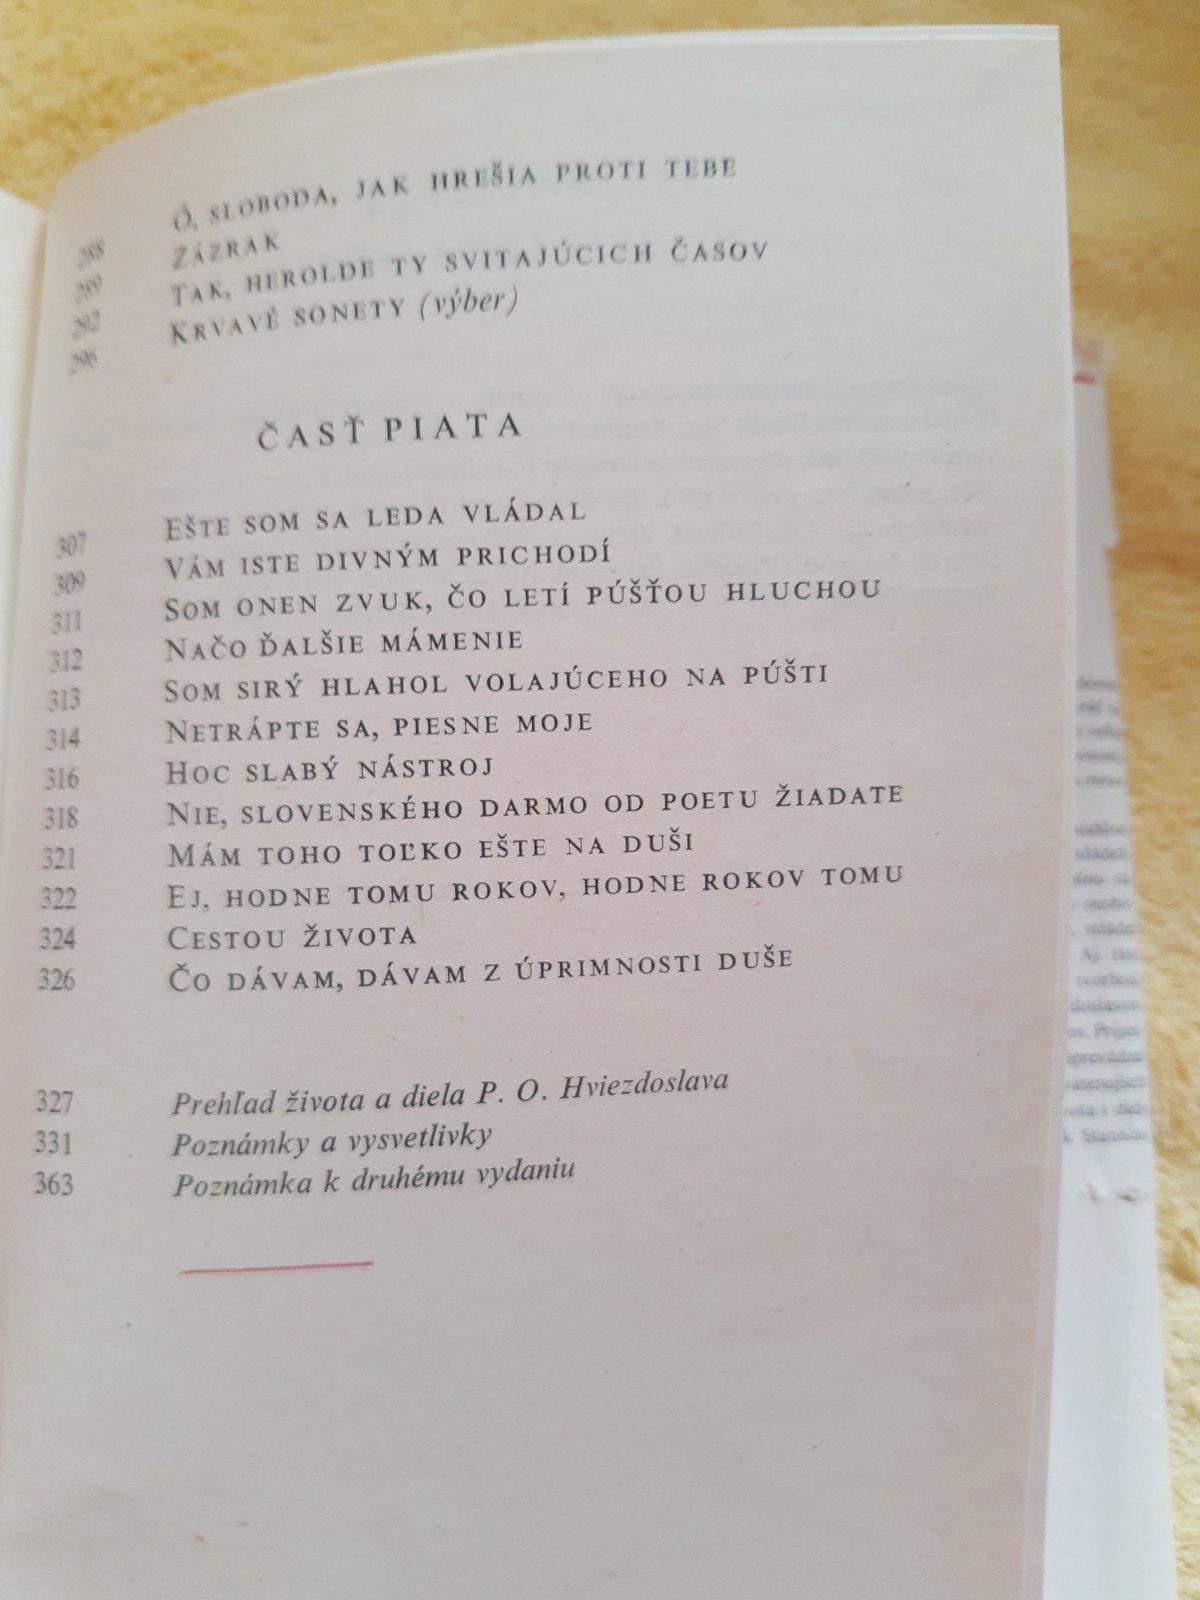 288 Ó, SLOBODA, JAK HREŠIA PROTI TEBE
289 ZÁZRAK
292 TAK, HEROLDE TY SVITAJÚCICH ČASOV
296 KRVAVÉ SONETY (výber)
ČASŤ PIATA
307 EŠTE SOM SA LEDA VLÁDAL
309 VÁM ISTE DIVNÝM PRICHODÍ
311 SOM ONEN ZVUK, ČO LETÍ PÚŠŤOU HLUCHOU
312 NAČO ĎALŠIE MÁMENIE
313 SOM SIRÝ HLAHOL VOLAJÚCEHO NA PÚŠTI
314 NETRÁPTE SA, PIESNE MOJE
316 HOC SLABÝ NÁSTROJ
318 NIE, SLOVENSKÉHO DARMO OD POETU ŽIADATE
321 MÁM TOHO TOĽKO EŠTE NA DUŠI
322 EJ, HODNE TOMU ROKOV, HODNE ROKOV TOMU
324 CESTOU ŽIVOTA
326 ČO DÁVAM, DÁVAM Z ÚPRIMNOSTI DUŠE
327 Prehľad života a diela P. O. Hviezdoslava
331 Poznámky a vysvetlivky
363 Poznámka k druhému vydaniu